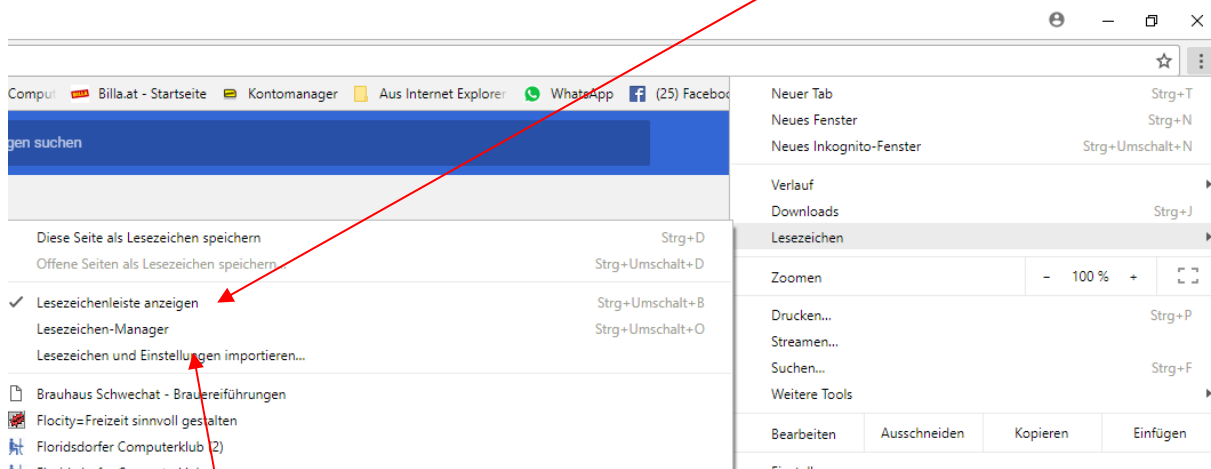 Comput Billa.at - Startseite Kontomanager Aus Internet Explorer WhatsApp (25) Faceboo
gen suchen
Neuer Tab Strg+T
Neues Fenster Strg+N
Neues Inkognito-Fenster Strg+Umschalt+N
Verlauf
Downloads Strg+J
Lesezeichen
Zoomen - 100 % +
Drucken... Strg+P
Streamen...
Suchen... Strg+F
Weitere Tools
Bearbeiten Ausschneiden Kopieren Einfügen
Diese Seite als Lesezeichen speichern Strg+D
Offene Seiten als Lesezeichen speichern... Strg+Umschalt+D
Lesezeichenleiste anzeigen Strg+Umschalt+B
Lesezeichen-Manager Strg+Umschalt+O
Lesezeichen und Einstellungen importieren...
Brauhaus Schwechat - Brauereiführungen
Flocity=Freizeit sinnvoll gestalten
Floridsdorfer Computerklub (2)